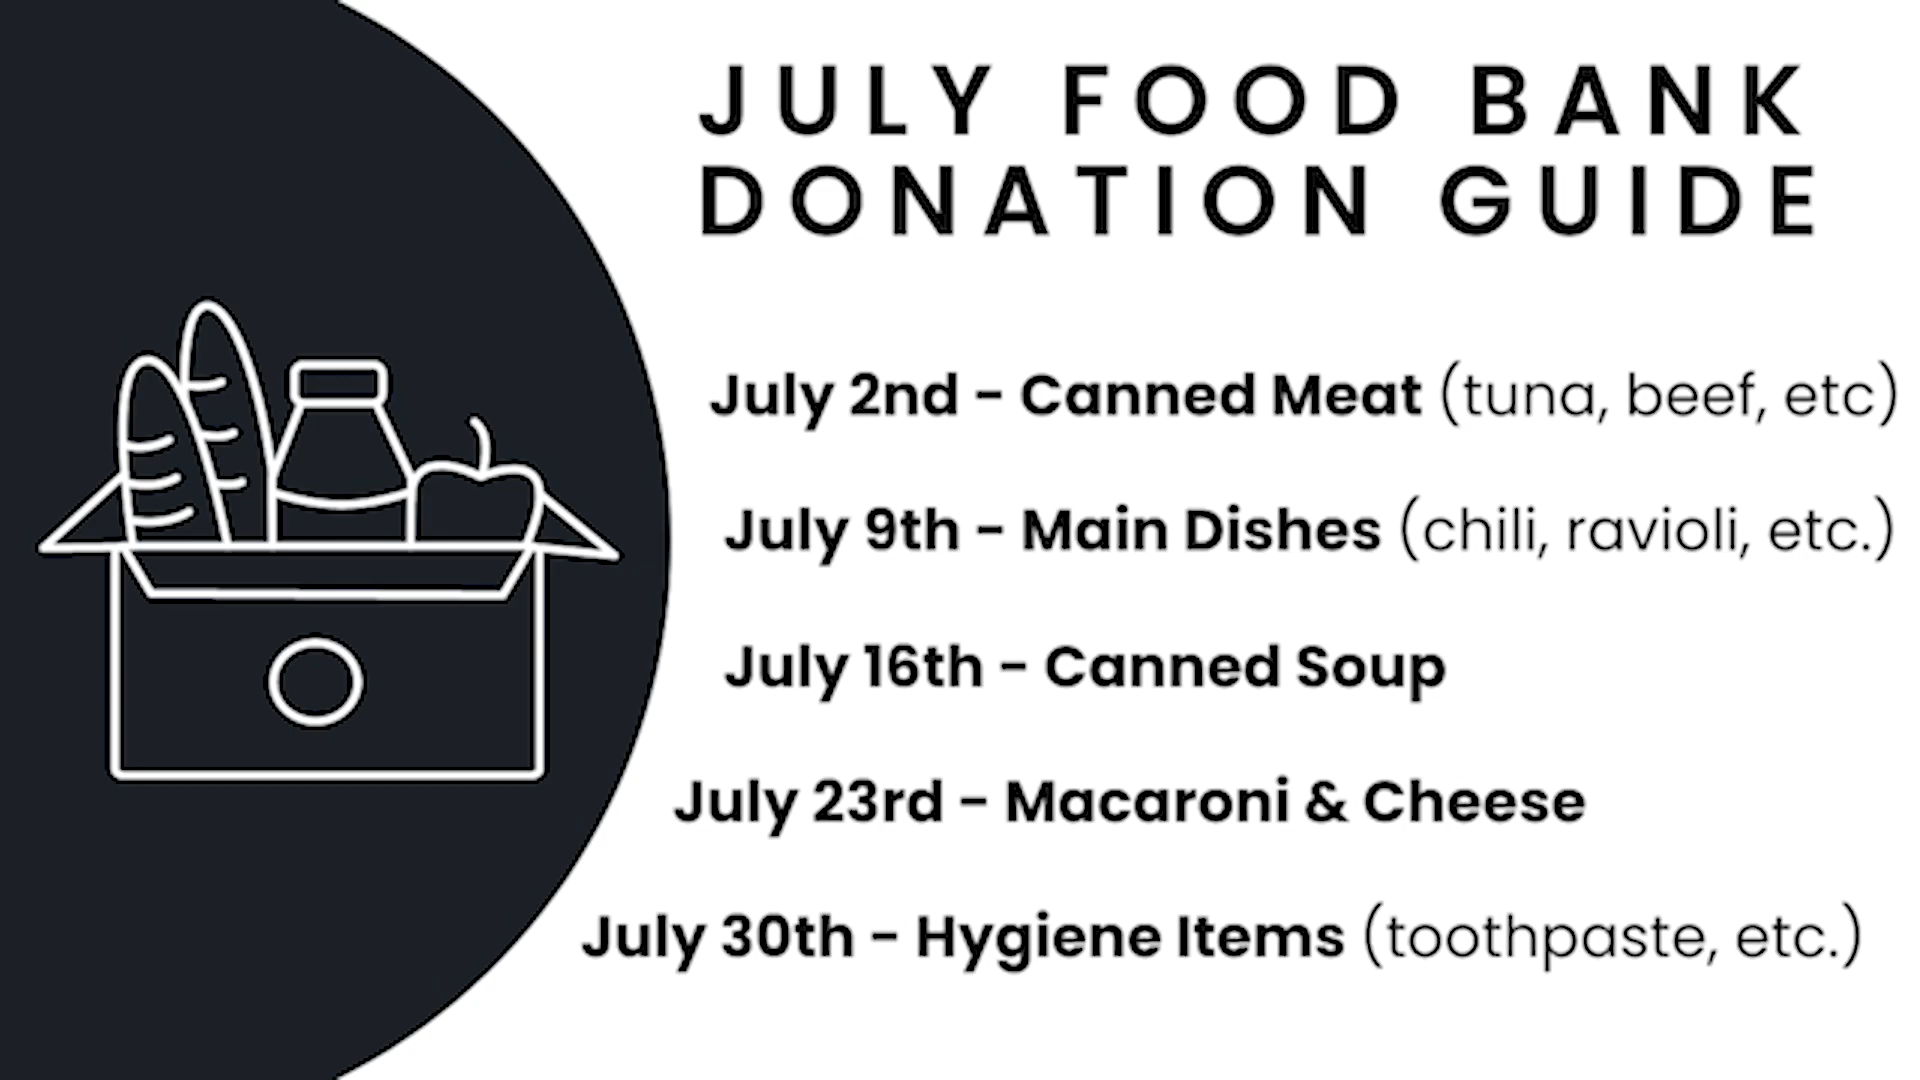 JULY FOOD BANK
DONATION GUIDE
July 2nd - Canned Meat (tuna, beef, etc)
July 9th - Main Dishes (chili, ravioli, etc.)
July 16th - Canned Soup
July 23rd - Macaroni & Cheese
July 30th - Hygiene Items (toothpaste, etc.)